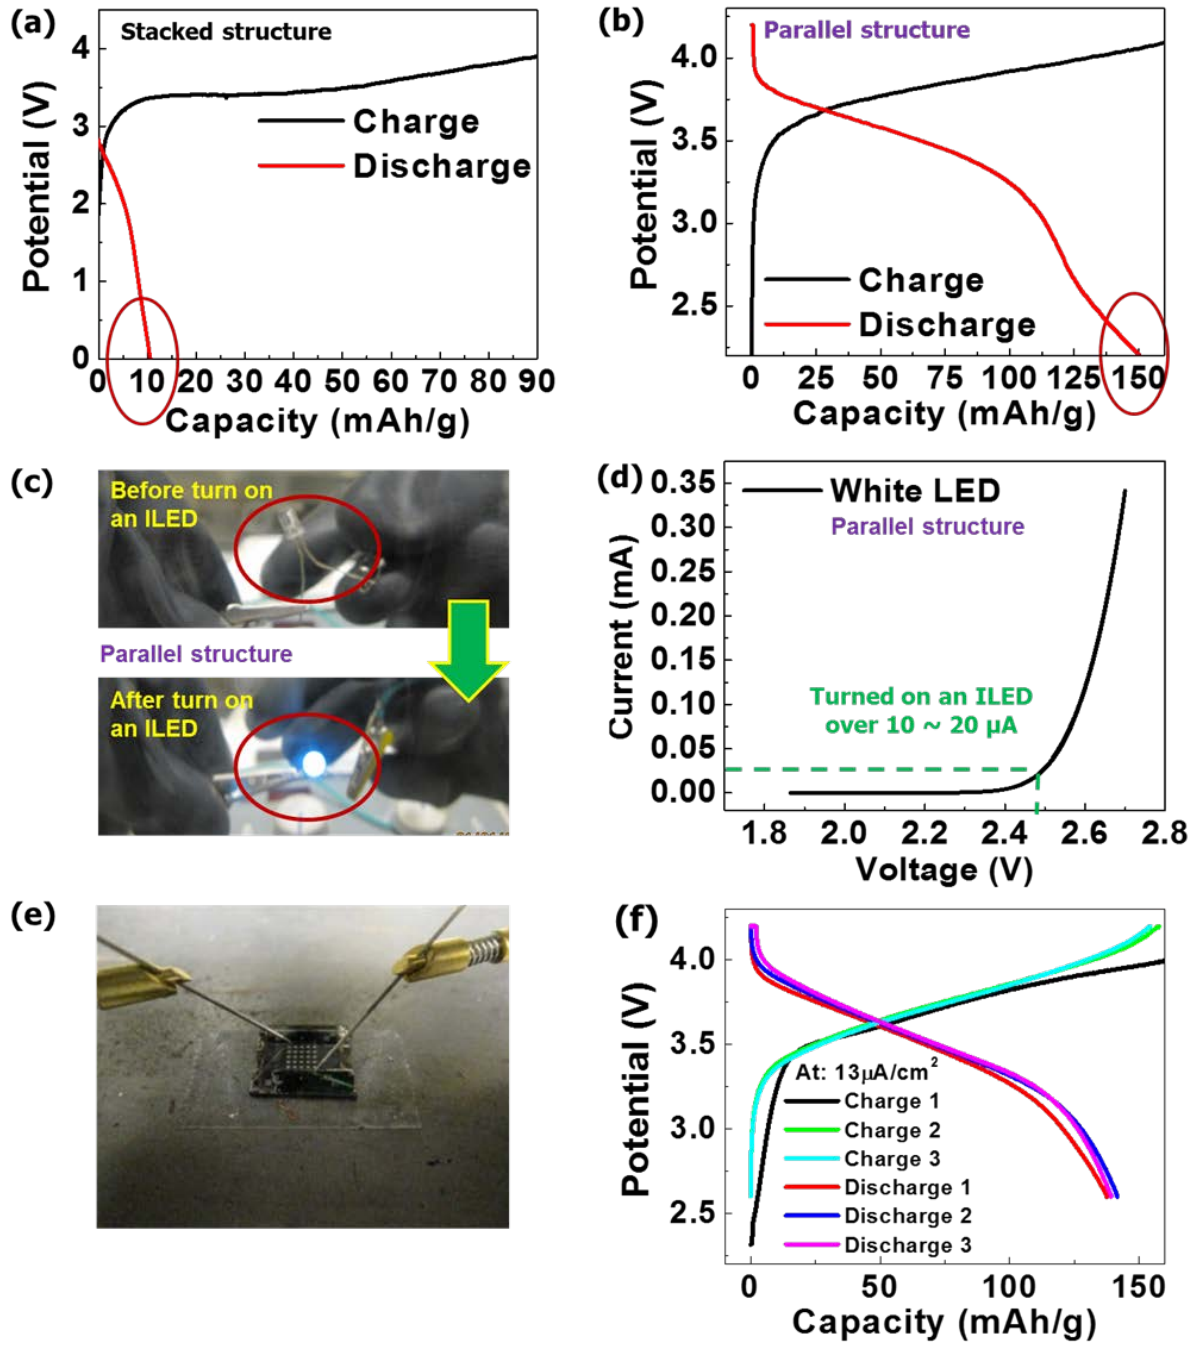 (a)
Stacked structure
Potential (V)
4
3
2
1
0
Charge
Discharge
0 10 20 30 40 50 60 70 80 90
Capacity (mAh/g)
(b)
Parallel structure
Potential (V)
4.0
3.5
3.0
2.5
Charge
Discharge
0 25 50 75 100 125 150
Capacity (mAh/g)
(c)
Before turn on
an ILED
Parallel structure
After turn on
an ILED
(d)
White LED
Parallel structure
Current (mA)
0.35
0.30
0.25
0.20
0.15
0.10
0.05
0.00
Turned on an ILED
over 10 ~ 20 μA
1.8 2.0 2.2 2.4 2.6 2.8
Voltage (V)
(e)
(f)
Potential (V)
4.0
3.5
3.0
2.5
At: 13μA/cm²
Charge 1
Charge 2
Charge 3
Discharge 1
Discharge 2
Discharge 3
0 50 100 150
Capacity (mAh/g)